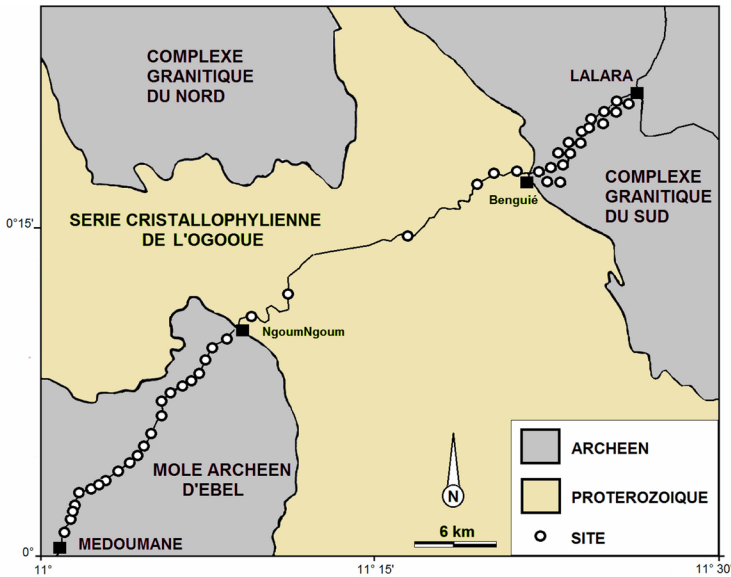 COMPLEXE
GRANITIQUE
DU NORD
LALARA
COMPLEXE
GRANITIQUE
DU SUD
Benguié
0°15'
SERIE CRISTALLOPHYLIENNE
DE L'OGOOUE
NgoumNgoum
MOLE ARCHEEN
D'EBEL
MEDOUMANE
N
6 km
ARCHEEN
PROTEROZOIQUE
SITE
0°
11°
11° 15'
11° 30'